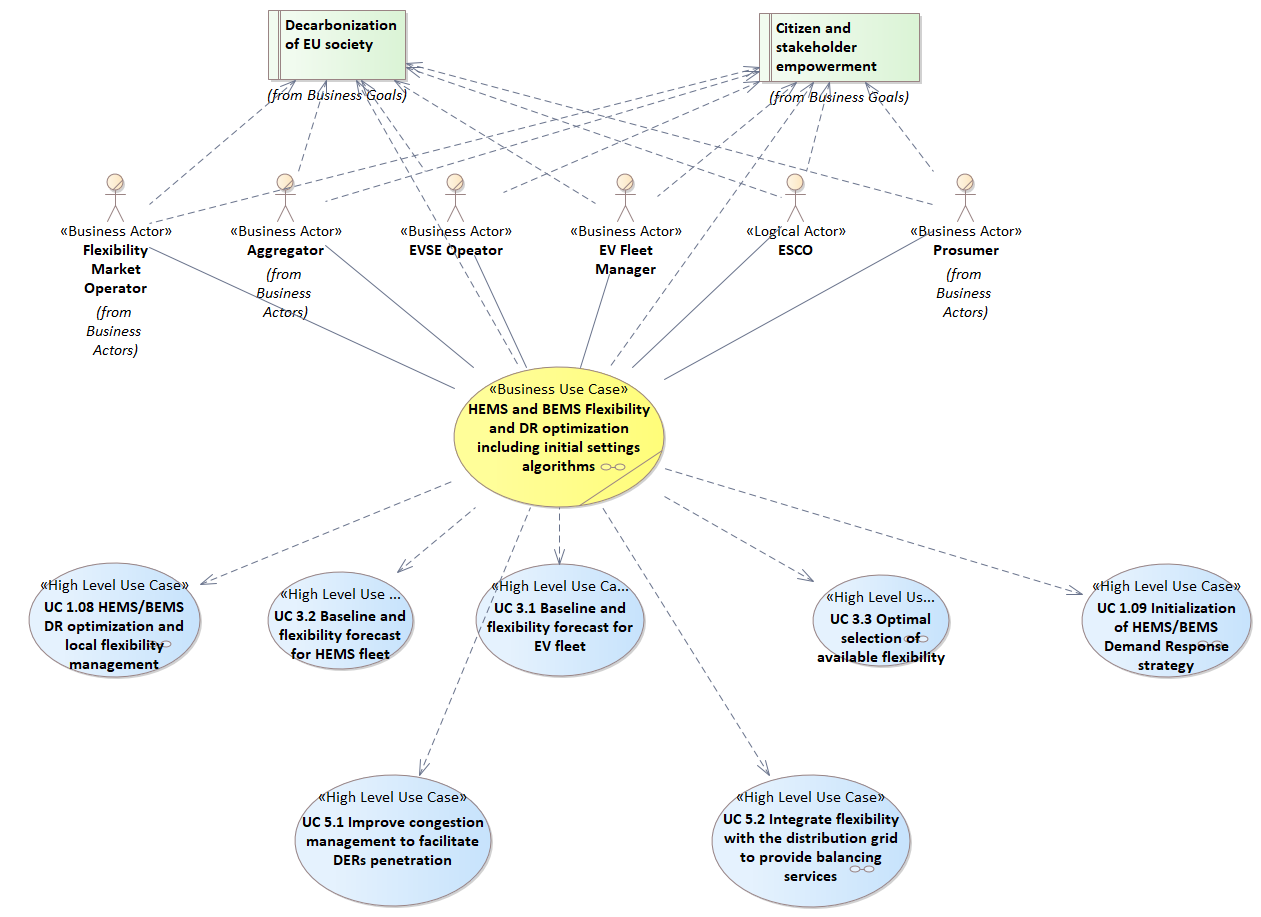 Decarbonization
of EU society
(from Business Goals)
Citizen and
stakeholder
empowerment
(from Business Goals)
«Business Actor»
Flexibility
Market
Operator
(from
Business
Actors)
«Business Actor»
Aggregator
(from
Business
Actors)
«Business Actor»
EVSE Opeator
«Business Actor»
EV Fleet
Manager
«Logical Actor»
ESCO
«Business Actor»
Prosumer
(from
Business
Actors)
«Business Use Case»
HEMS and BEMS Flexibility
and DR optimization
including initial settings
algorithms
«High Level Use Case»
UC 1.08 HEMS/BEMS
DR optimization and
local flexibility
management
«High Level Use ...
UC 3.2 Baseline and
flexibility forecast
for HEMS fleet
«High Level Use Ca...
UC 3.1 Baseline and
flexibility forecast for
EV fleet
«High Level Us...
UC 3.3 Optimal
selection of
available flexibility
«High Level Use Case»
UC 1.09 Initialization
of HEMS/BEMS
Demand Response
strategy
«High Level Use Case»
UC 5.1 Improve congestion
management to facilitate
DERs penetration
«High Level Use Case»
UC 5.2 Integrate flexibility
with the distribution grid
to provide balancing
services